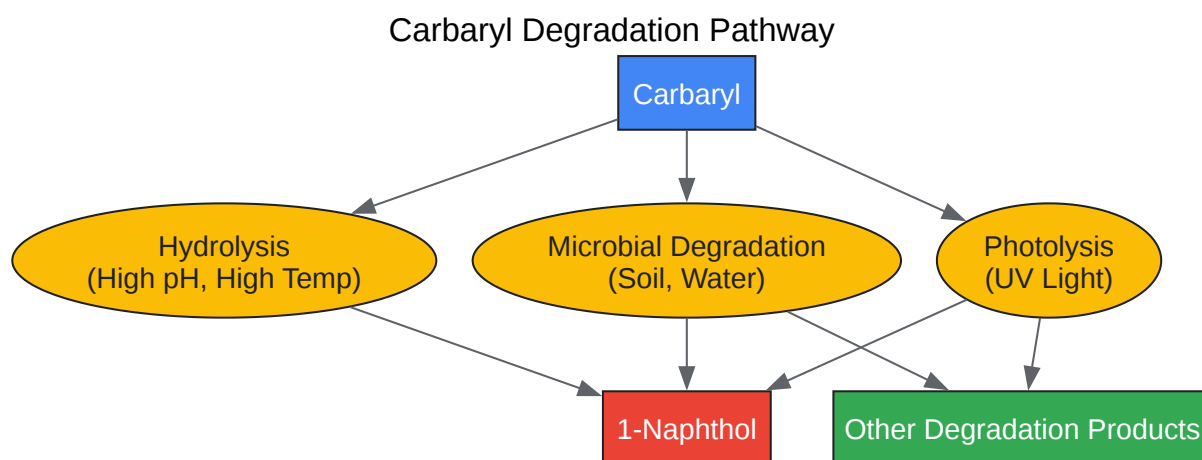 Carbaryl Degradation Pathway
Carbaryl
Hydrolysis
(High pH, High Temp)
Microbial Degradation
(Soil, Water)
Photolysis
(UV Light)
1-Naphthol
Other Degradation Products